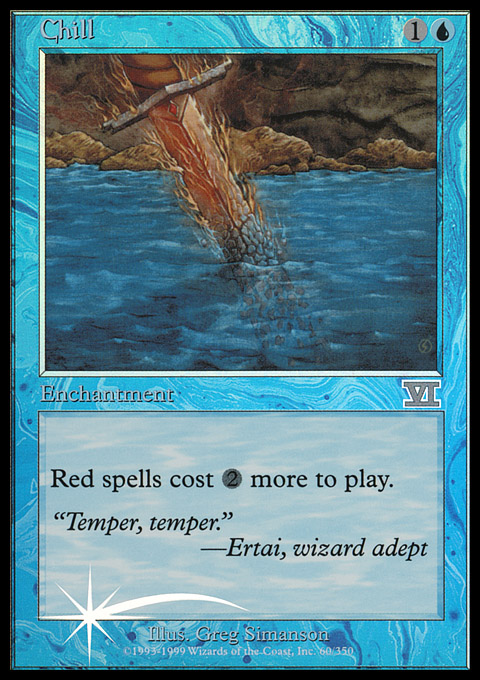 Chill 1
Enchantment VI
Red spells cost 2 more to play.
“Temper, temper.”
—Ertai, wizard adept
Illus. Greg Simanson
©1993-1999 Wizards of the Coast, Inc. 60/350